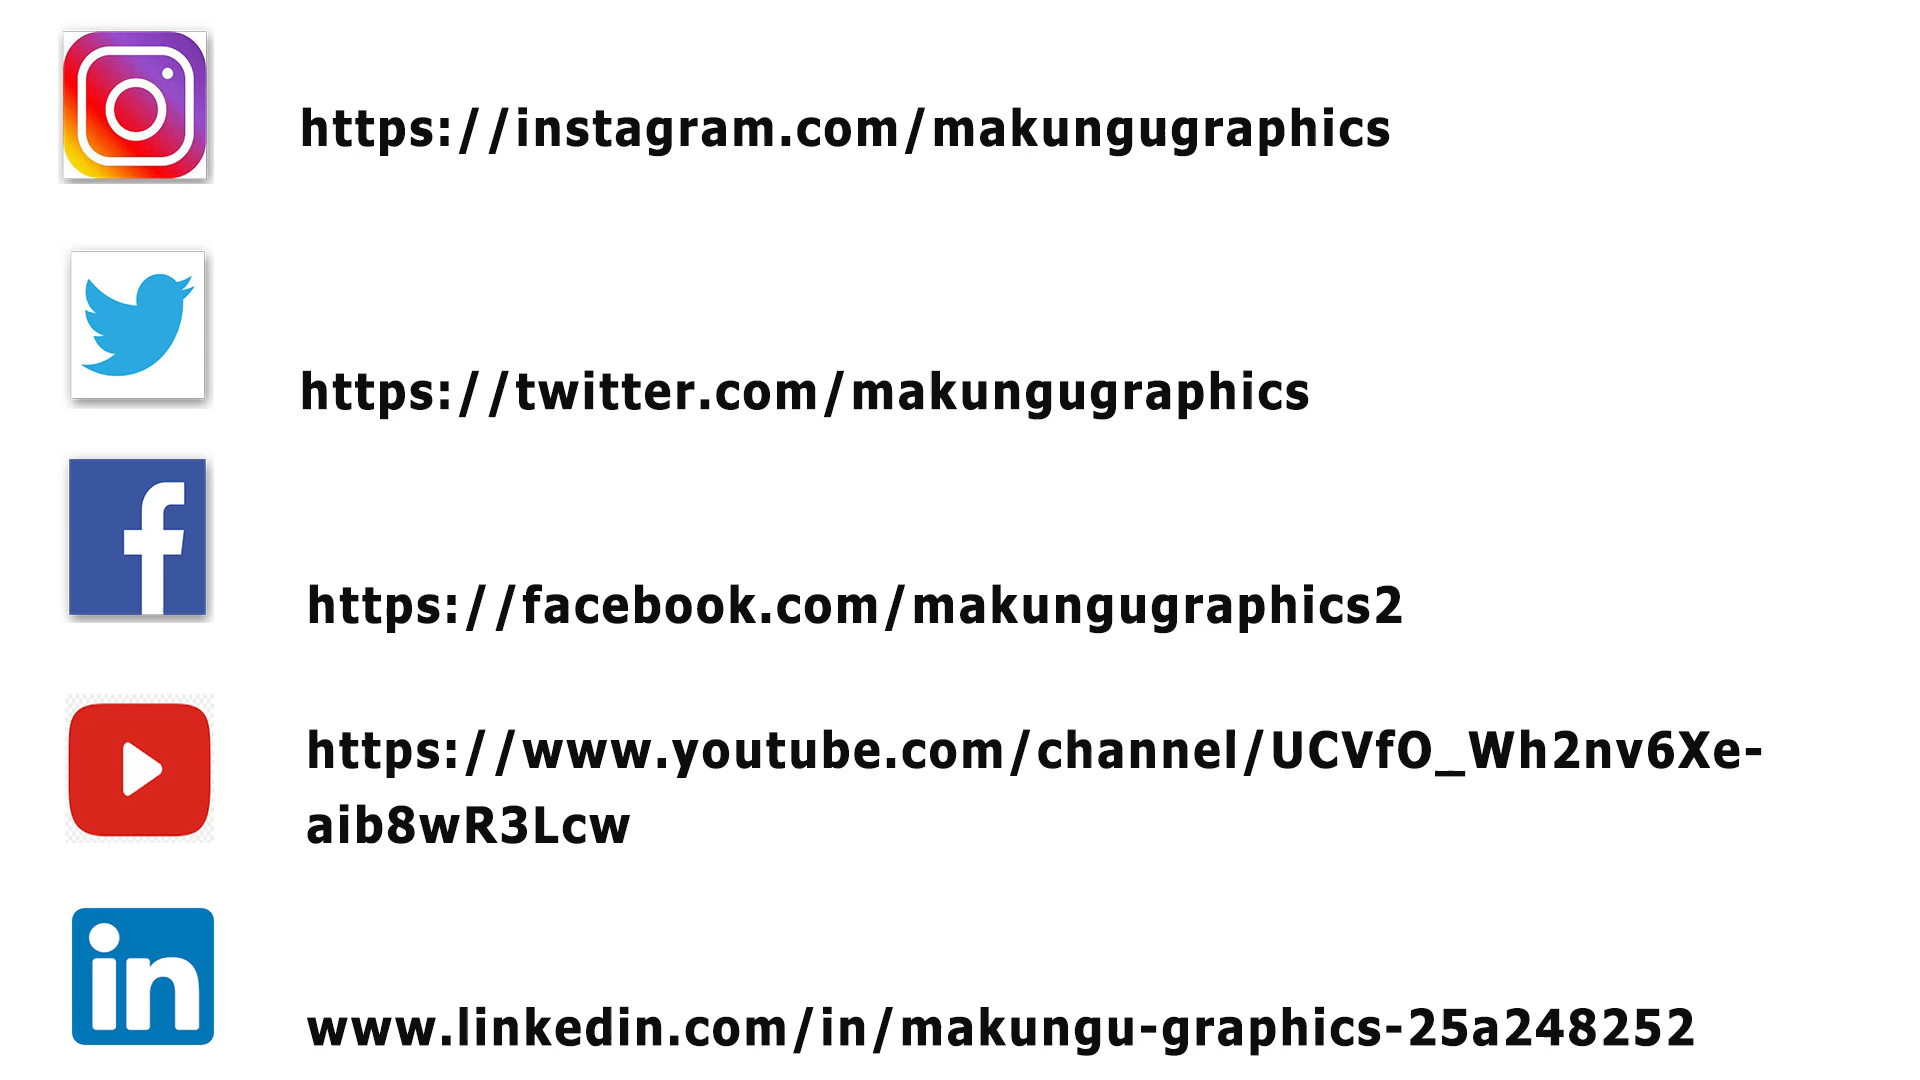 https://instagram.com/makungugraphics
https://twitter.com/makungugraphics
https://facebook.com/makungugraphics2
https://www.youtube.com/channel/UCVfO_Wh2nv6Xe-
aib8wR3Lcw
in
www.linkedin.com/in/makungu-graphics-25a248252